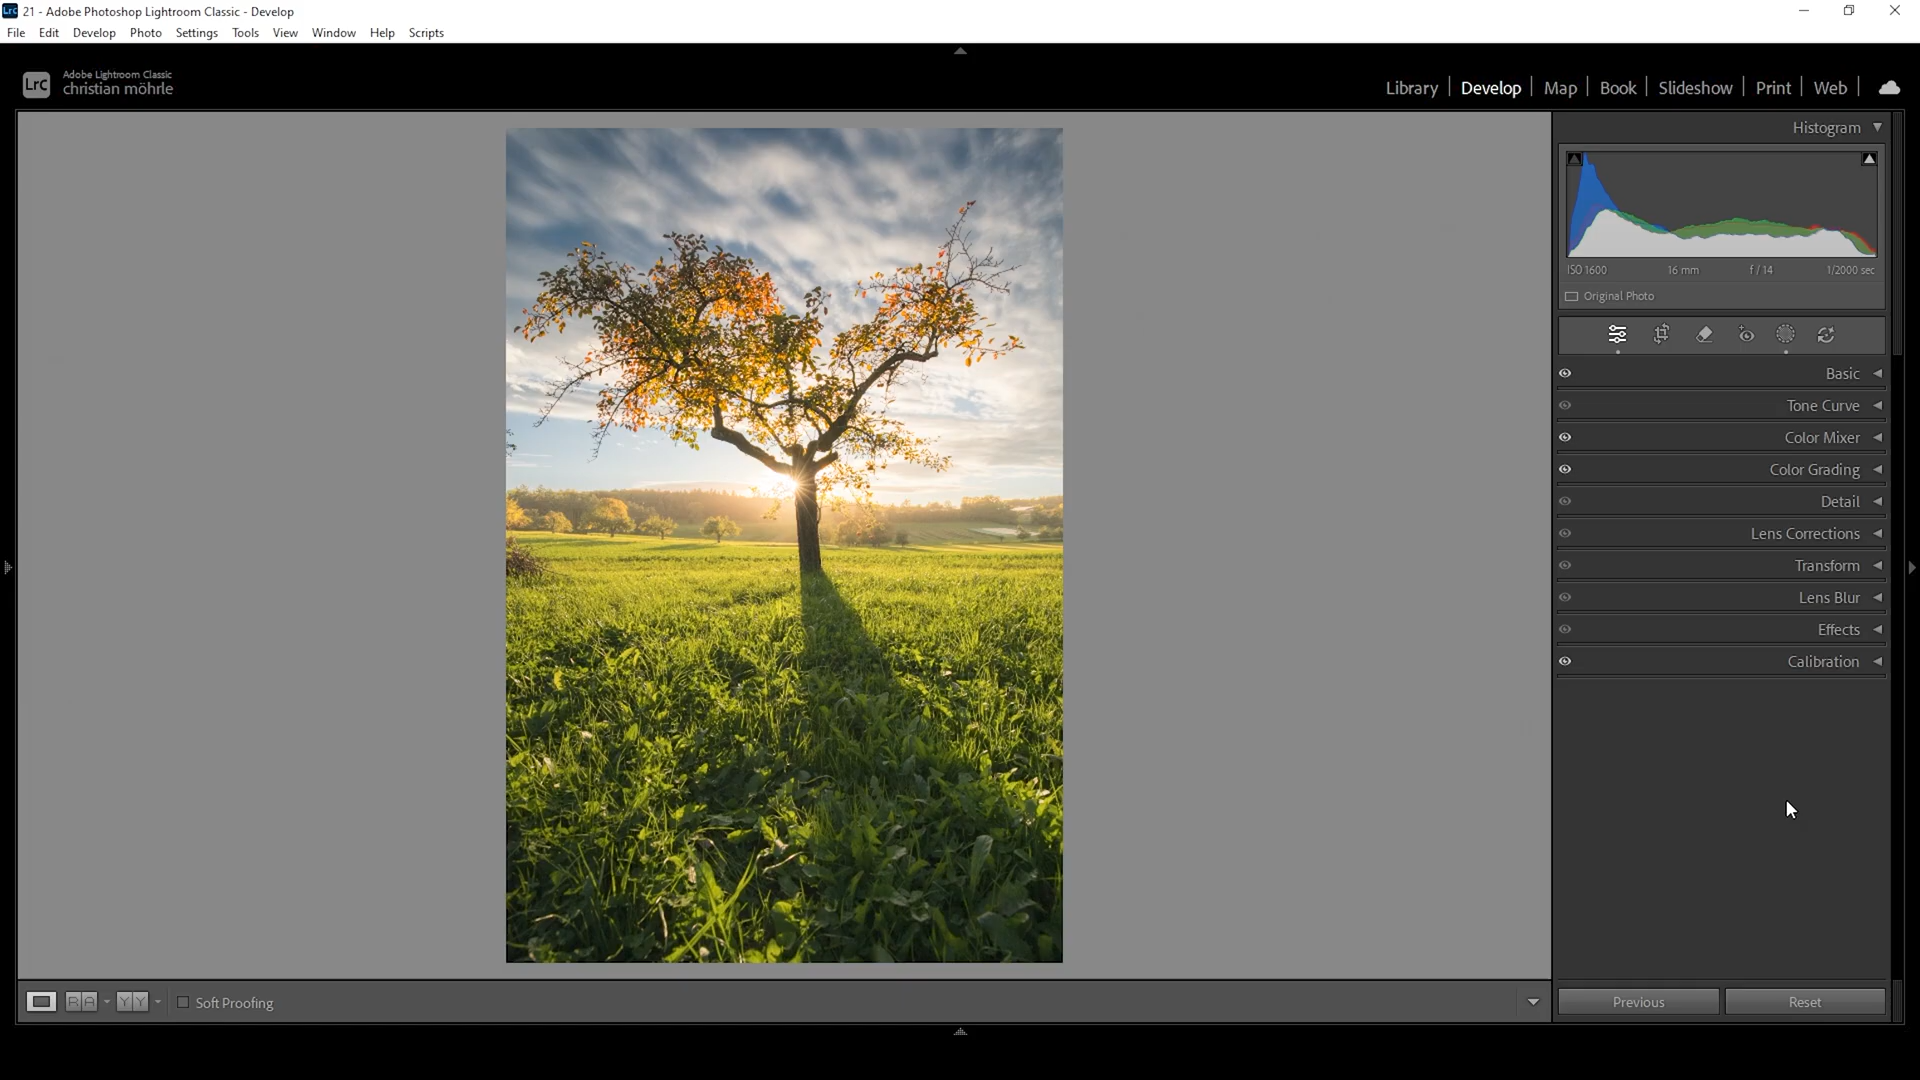 Lrc 21 - Adobe Photoshop Lightroom Classic - Develop
File Edit Develop Photo Settings Tools View Window Help Scripts
Lrc Adobe Lightroom Classic
christian möhrle
Library Develop Map Book Slideshow Print Web
Histogram
ISO 1600 16 mm f / 14 1/2000 sec
Original Photo
Basic
Tone Curve
Color Mixer
Color Grading
Detail
Lens Corrections
Transform
Lens Blur
Effects
Calibration
R A Y Y Soft Proofing
Previous Reset